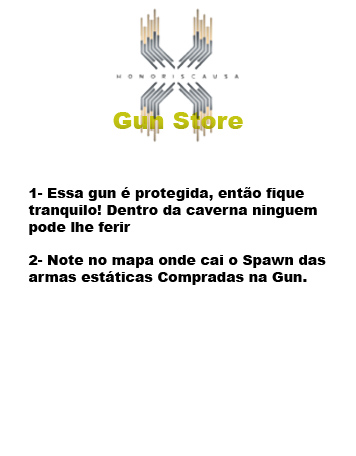 HONORISCAUSA
Gun Store
1- Essa gun é protegida, então fique
tranquilo! Dentro da caverna ninguem
pode lhe ferir
2- Note no mapa onde cai o Spawn das
armas estáticas Compradas na Gun.